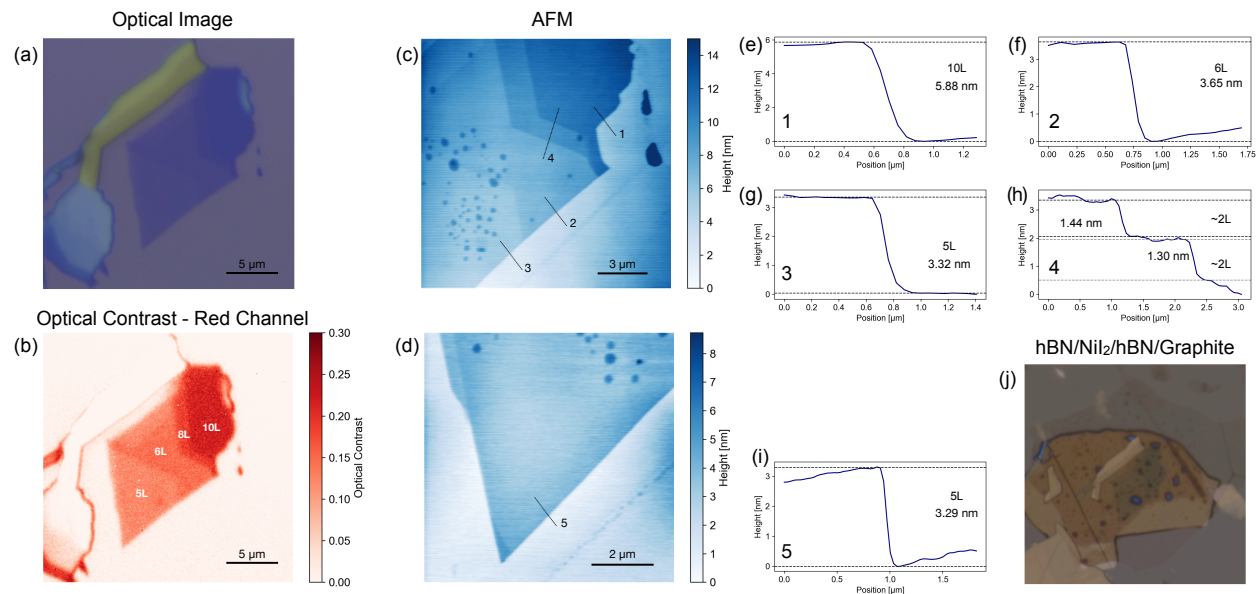 Optical Image
AFM
(a)
5 µm
(c)
1
4
2
3
3 µm
14
12
10
8
6
4
2
0
Height [nm]
(e)
10L
5.88 nm
1
6
4
2
0
Height [nm]
0.0
0.2
0.4
0.6
0.8
1.0
1.2
Position [µm]
(f)
6L
3.65 nm
2
3
2
1
0
Height [nm]
0.00
0.25
0.50
0.75
1.00
1.25
1.50
1.75
Position [µm]
(g)
5L
3.32 nm
3
3
2
1
0
Height [nm]
0.0
0.2
0.4
0.6
0.8
1.0
1.2
1.4
Position [µm]
(h)
1.44 nm
~2L
1.30 nm
~2L
4
3
2
1
0
Height [nm]
0.0
0.5
1.0
1.5
2.0
2.5
3.0
Position [µm]
Optical Contrast - Red Channel
(b)
10L
8L
6L
5L
5 µm
0.30
0.25
0.20
0.15
0.10
0.05
0.00
Optical Contrast
(d)
5
2 µm
8
7
6
5
4
3
2
1
0
Height [nm]
(i)
5L
3.29 nm
5
3
2
1
0
Height [nm]
0.0
0.5
1.0
1.5
Position [µm]
hBN/NiI₂/hBN/Graphite
(j)